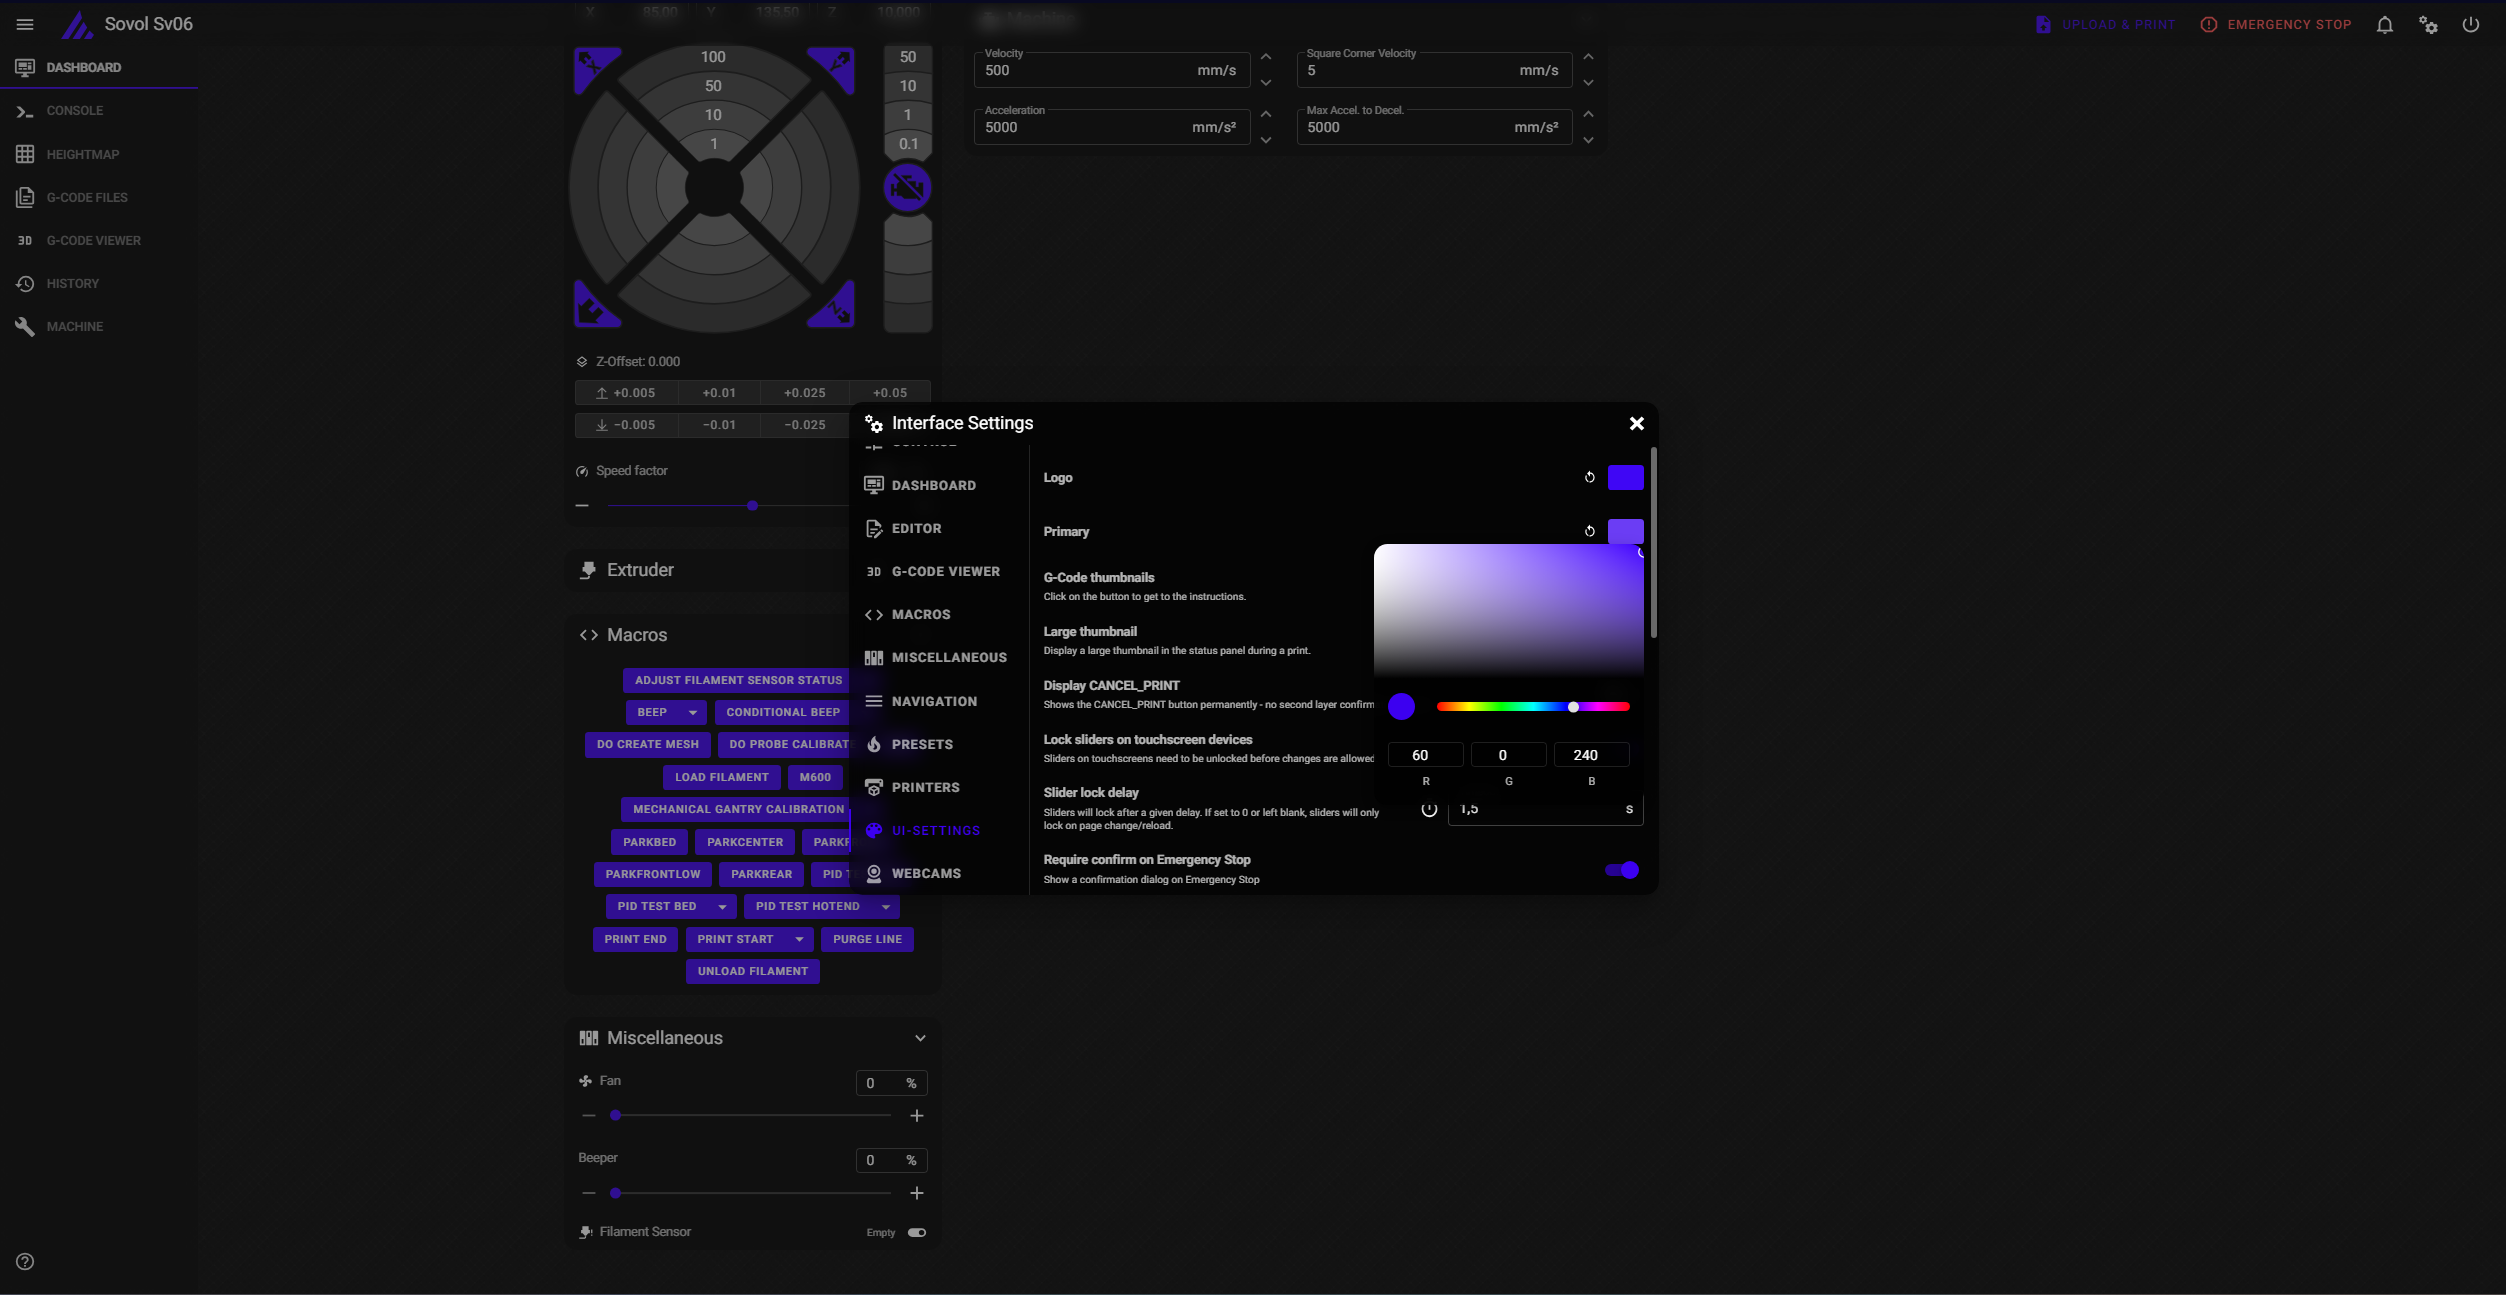 Sovol Sv06
UPLOAD & PRINT
EMERGENCY STOP
DASHBOARD
CONSOLE
HEIGHTMAP
G-CODE FILES
3D G-CODE VIEWER
HISTORY
MACHINE
X 85.00 Y 135.50 Z 10.000
100
50
10
1
50
10
1
0.1
X
Y
Z
Z-Offset: 0.000
+0.005 +0.01 +0.025 +0.05
−0.005 −0.01 −0.025
Speed factor
Extruder
Macros
ADJUST FILAMENT SENSOR STATUS
BEEP CONDITIONAL BEEP
DO CREATE MESH DO PROBE CALIBRATE
LOAD FILAMENT M600
MECHANICAL GANTRY CALIBRATION
PARKBED PARKCENTER
PARKFRONTLOW PARKREAR PID
PID TEST BED PID TEST HOTEND
PRINT END PRINT START PURGE LINE
UNLOAD FILAMENT
Miscellaneous
Fan 0 %
Beeper 0 %
Filament Sensor Empty
Machine
Velocity
500 mm/s
Square Corner Velocity
5 mm/s
Acceleration
5000 mm/s²
Max Accel. to Decel.
5000 mm/s²
Interface Settings
DASHBOARD
EDITOR
3D G-CODE VIEWER
MACROS
MISCELLANEOUS
NAVIGATION
PRESETS
PRINTERS
UI-SETTINGS
WEBCAMS
Logo
Primary
G-Code thumbnails
Click on the button to get to the instructions.
Large thumbnail
Display a large thumbnail in the status panel during a print.
Display CANCEL_PRINT
Shows the CANCEL_PRINT button permanently - no second layer confirm
Lock sliders on touchscreen devices
Sliders on touchscreens need to be unlocked before changes are allowed
Slider lock delay
Sliders will lock after a given delay. If set to 0 or left blank, sliders will only
lock on page change/reload.
1,5 s
Require confirm on Emergency Stop
Show a confirmation dialog on Emergency Stop
60 0 240
R G B